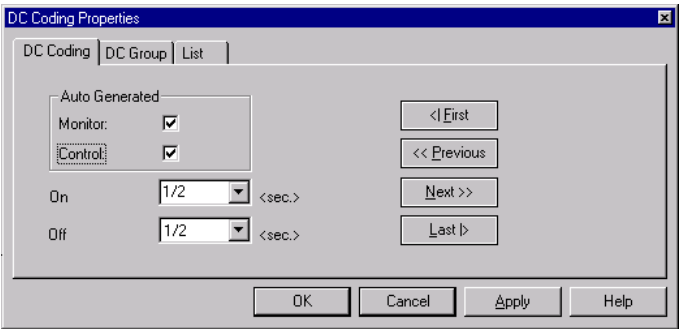 DC Coding Properties
DC Coding DC Group List
Auto Generated
Monitor:
Control:
On 1/2 <sec.>
Off 1/2 <sec.>
<| First
<< Previous
Next >>
Last |>
OK Cancel Apply Help